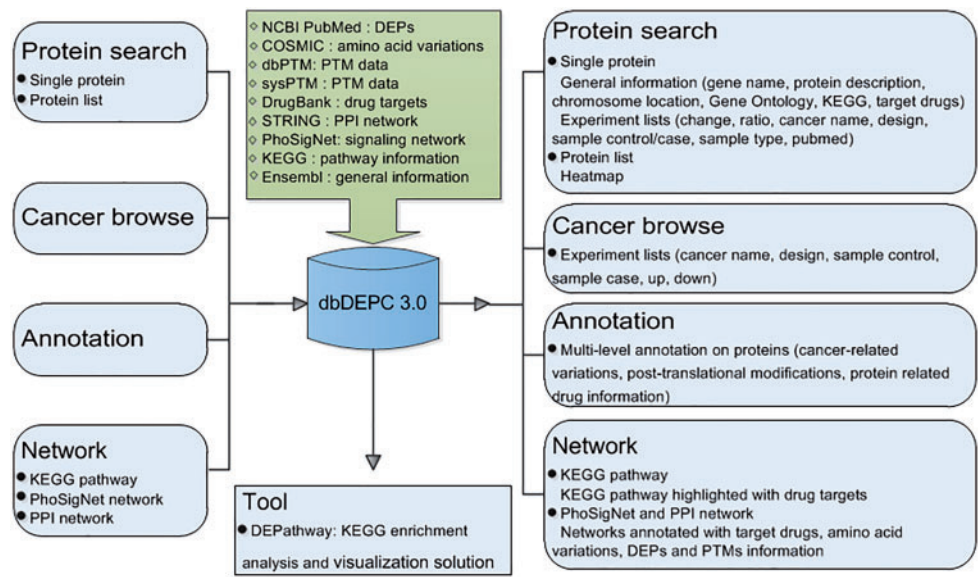 Protein search
● Single protein
● Protein list
Cancer browse
Annotation
Network
● KEGG pathway
● PhoSigNet network
● PPI network
◇ NCBI PubMed : DEPs
◇ COSMIC : amino acid variations
◇ dbPTM: PTM data
◇ sysPTM : PTM data
◇ DrugBank : drug targets
◇ STRING : PPI network
◇ PhoSigNet: signaling network
◇ KEGG : pathway information
◇ Ensembl : general information
dbDEPC 3.0
Tool
● DEPathway: KEGG enrichment
analysis and visualization solution
Protein search
● Single protein
General information (gene name, protein description,
chromosome location, Gene Ontology, KEGG, target drugs)
Experiment lists (change, ratio, cancer name, design,
sample control/case, sample type, pubmed)
● Protein list
Heatmap
Cancer browse
● Experiment lists (cancer name, design, sample control,
sample case, up, down)
Annotation
● Multi-level annotation on proteins (cancer-related
variations, post-translational modifications, protein related
drug information)
Network
● KEGG pathway
KEGG pathway highlighted with drug targets
● PhoSigNet and PPI network
Networks annotated with target drugs, amino acid
variations, DEPs and PTMs information